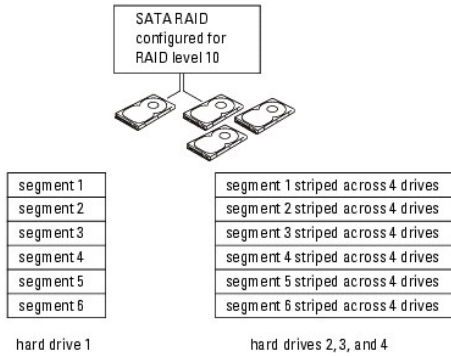 SATA RAID
configured for
RAID level 10
segment 1
segment 2
segment 3
segment 4
segment 5
segment 6
hard drive 1
segment 1 striped across 4 drives
segment 2 striped across 4 drives
segment 3 striped across 4 drives
segment 4 striped across 4 drives
segment 5 striped across 4 drives
segment 6 striped across 4 drives
hard drives 2, 3, and 4